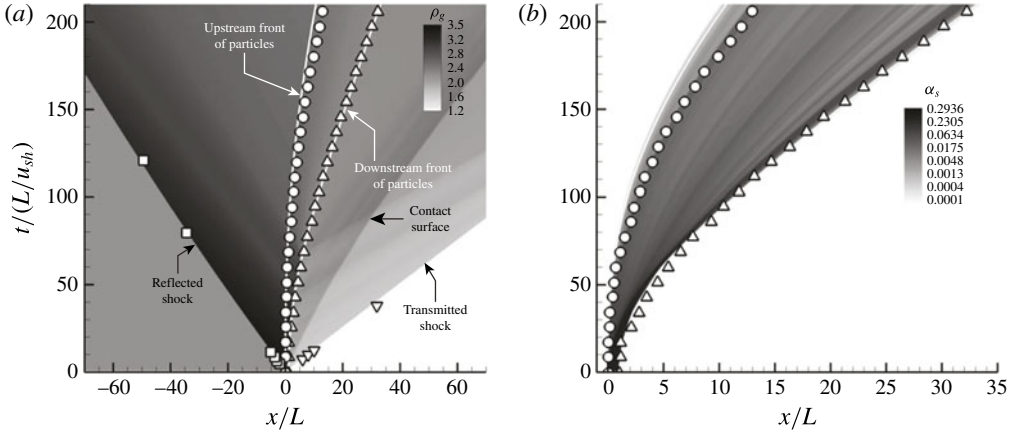 (a)
(b)
200
150
100
50
0
t/(L/u_sh)
−60
−40
−20
0
20
40
60
x/L
Upstream front
of particles
ρ_g
3.5
3.2
2.8
2.4
2.0
1.6
1.2
Downstream front
of particles
Contact
surface
Reflected
shock
Transmitted
shock
200
150
100
50
0
0
5
10
15
20
25
30
35
x/L
α_s
0.2936
0.2305
0.0634
0.0175
0.0048
0.0013
0.0004
0.0001